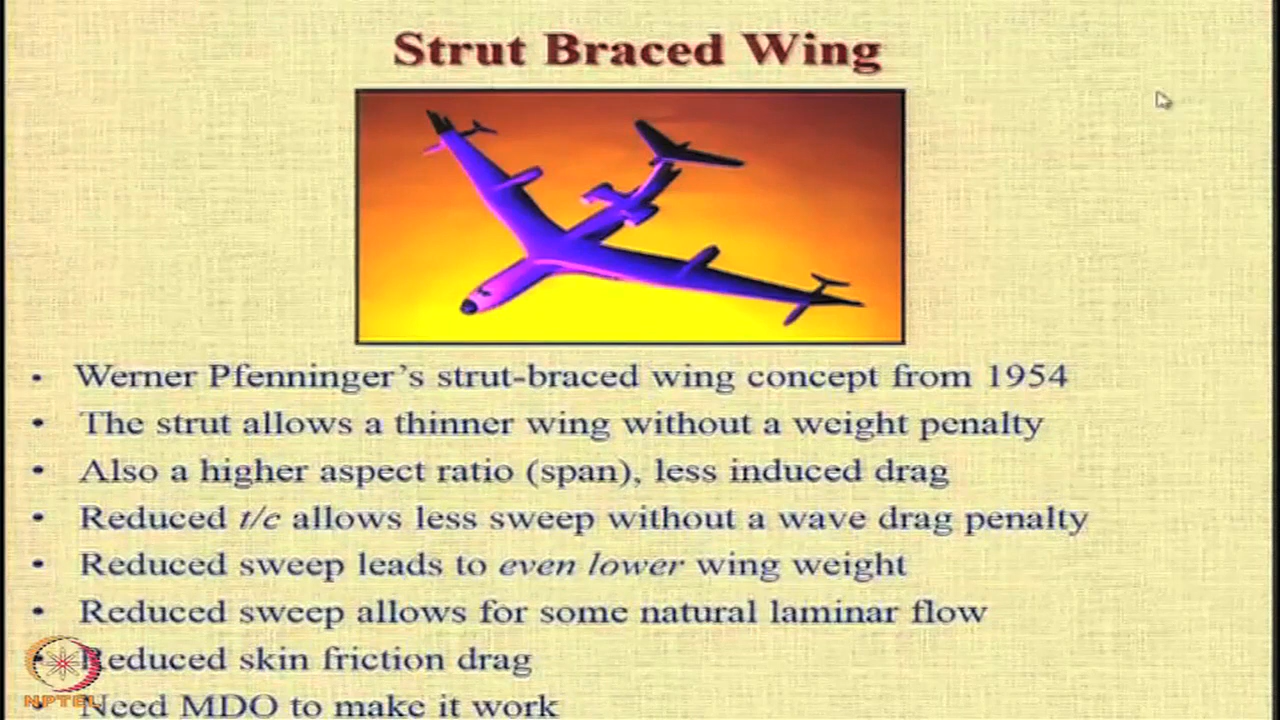 Strut Braced Wing
• Werner Pfenninger's strut-braced wing concept from 1954
• The strut allows a thinner wing without a weight penalty
• Also a higher aspect ratio (span), less induced drag
• Reduced t/c allows less sweep without a wave drag penalty
• Reduced sweep leads to even lower wing weight
• Reduced sweep allows for some natural laminar flow
• Reduced skin friction drag
• Need MDO to make it work
NPTEL